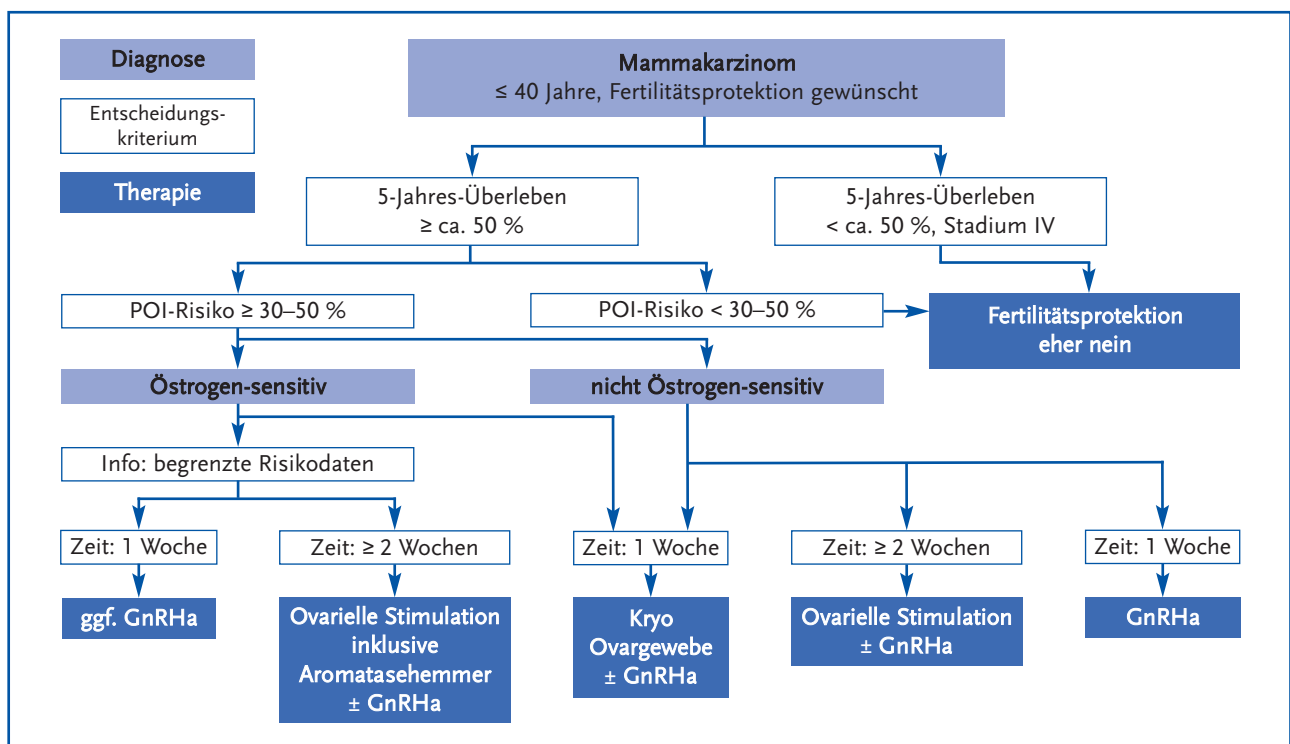 Diagnose
Entscheidungs-
kriterium
Therapie
Mammakarzinom
≤ 40 Jahre, Fertilitätsprotektion gewünscht
5-Jahres-Überleben
≥ ca. 50 %
5-Jahres-Überleben
< ca. 50 %, Stadium IV
POI-Risiko ≥ 30–50 %
POI-Risiko < 30–50 %
Fertilitätsprotektion
eher nein
Östrogen-sensitiv
nicht Östrogen-sensitiv
Info: begrenzte Risikodaten
Zeit: 1 Woche
Zeit: ≥ 2 Wochen
Zeit: 1 Woche
Zeit: ≥ 2 Wochen
Zeit: 1 Woche
ggf. GnRHa
Ovarielle Stimulation
inklusive
Aromatasehemmer
± GnRHa
Kryo
Ovargewebe
± GnRHa
Ovarielle Stimulation
± GnRHa
GnRHa